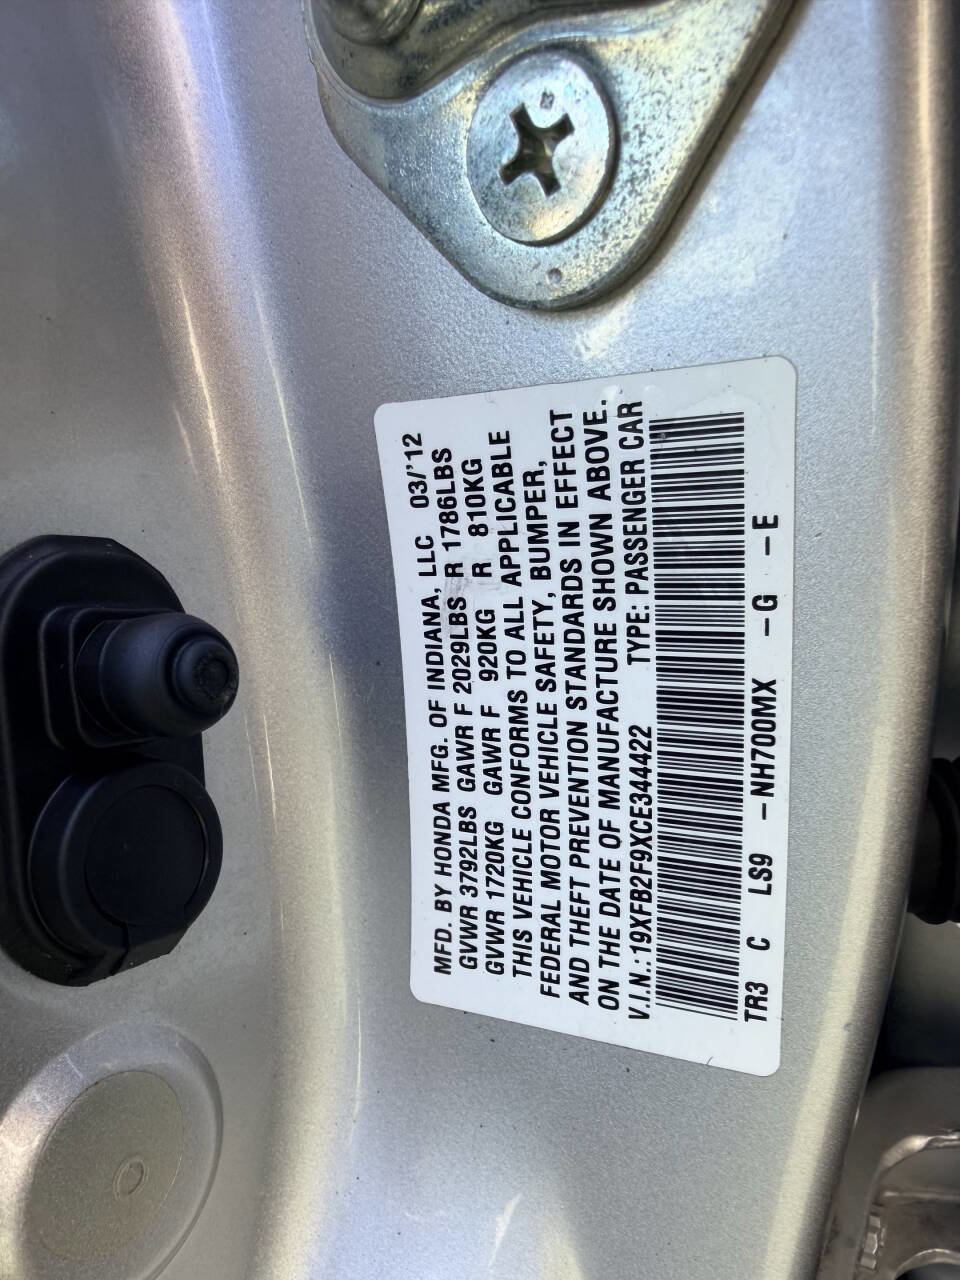 MFD. BY HONDA MFG. OF INDIANA, LLC 03/'12
GVWR 3792LBS GAWR F 2029LBS R 1786LBS
GVWR 1720KG GAWR F 920KG R 810KG
THIS VEHICLE CONFORMS TO ALL APPLICABLE
FEDERAL MOTOR VEHICLE SAFETY, BUMPER,
AND THEFT PREVENTION STANDARDS IN EFFECT
ON THE DATE OF MANUFACTURE SHOWN ABOVE.
V.I.N.: 19XFB2F9XCE344422 TYPE: PASSENGER CAR
TR3 C LS9 -NH700MX -G -E